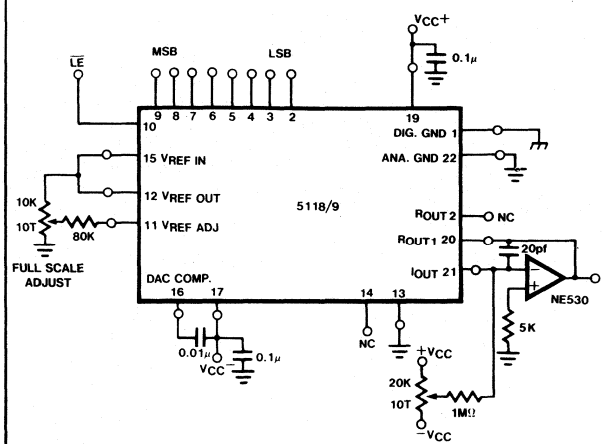 VCC+
0.1μ
LE
MSB
LSB
9 8 7 6 5 4 3 2
19
10
DIG. GND 1
15 VREF IN
ANA. GND 22
12 VREF OUT
5118/9
11 VREF ADJ
10K
10T
80K
FULL SCALE
ADJUST
ROUT 2
NC
ROUT 1 20
20pf
IOUT 21
−
+
NE530
5K
DAC COMP.
16 17
14
13
0.01μ
0.1μ
VCC−
NC
+VCC
20K
10T
1MΩ
−VCC